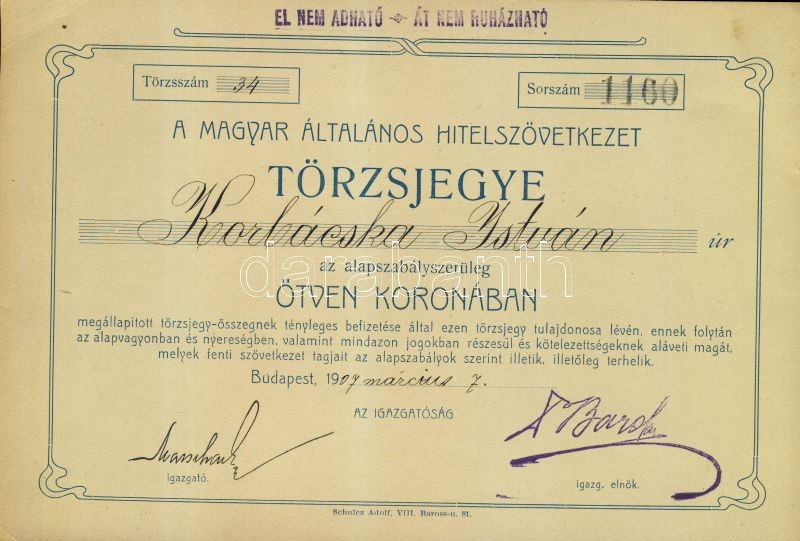 EL NEM ADHATÓ ÁT NEM RUHÁZHATÓ
Törzsszám 34
Sorszám 1160
A MAGYAR ÁLTALÁNOS HITELSZÖVETKEZET
TÖRZSJEGYE
Korbácska István úr
az alapszabályszerüleg
darabanth
ÖTVEN KORONÁBAN
megállapitott törzsjegy-összegnek tényleges befizetése által ezen törzsjegy tulajdonosa lévén, ennek folytán
az alapvagyonban és nyereségben, valamint mindazon jogokban részesül és kötelezettségeknek aláveti magát,
melyek fenti szövetkezet tagjait az alapszabályok szerint illetik, illetőleg terhelik.
Budapest, 1907 március 7.
AZ IGAZGATÓSÁG
igazgató.
igazg. elnök.
Schulcz Adolf, VIII. Baross-u. 81.